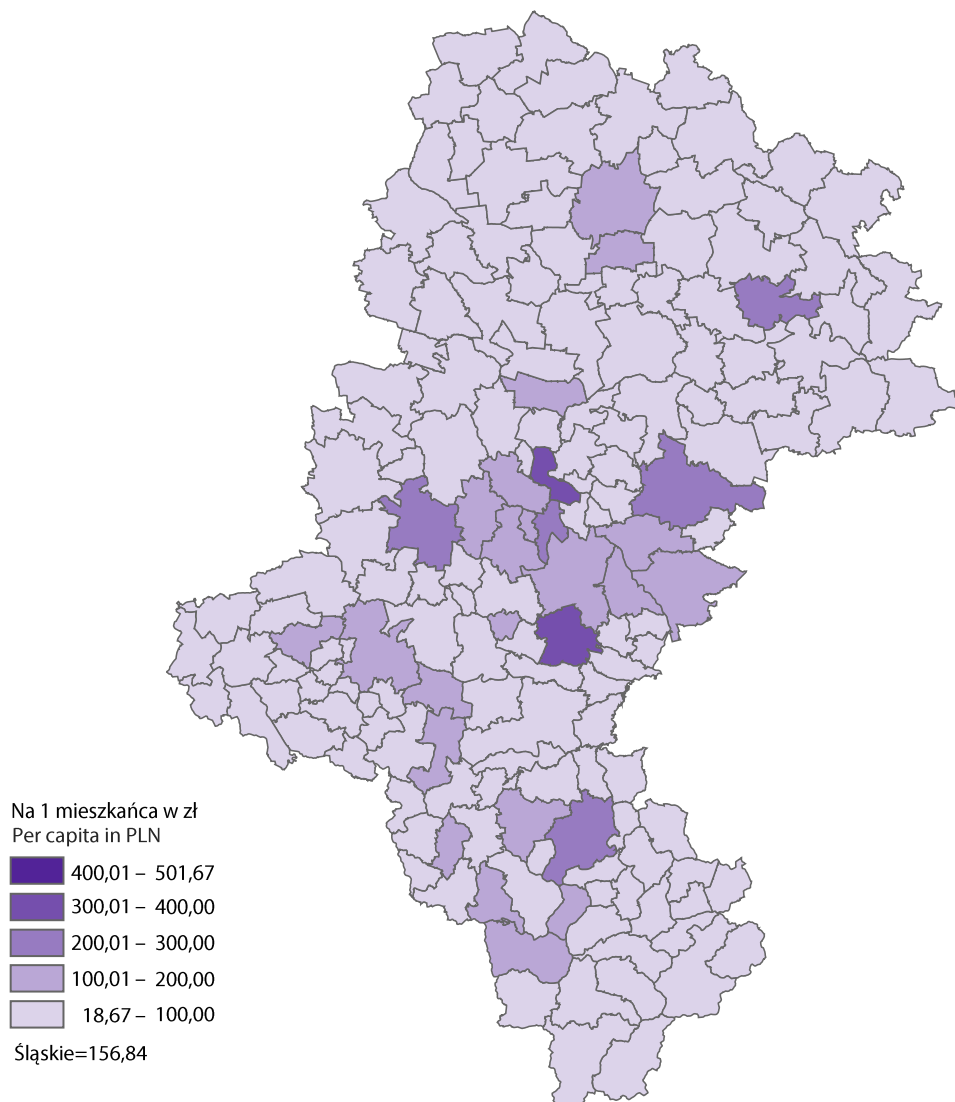 Na 1 mieszkańca w zł
Per capita in PLN
400,01 – 501,67
300,01 – 400,00
200,01 – 300,00
100,01 – 200,00
18,67 – 100,00
Śląskie=156,84